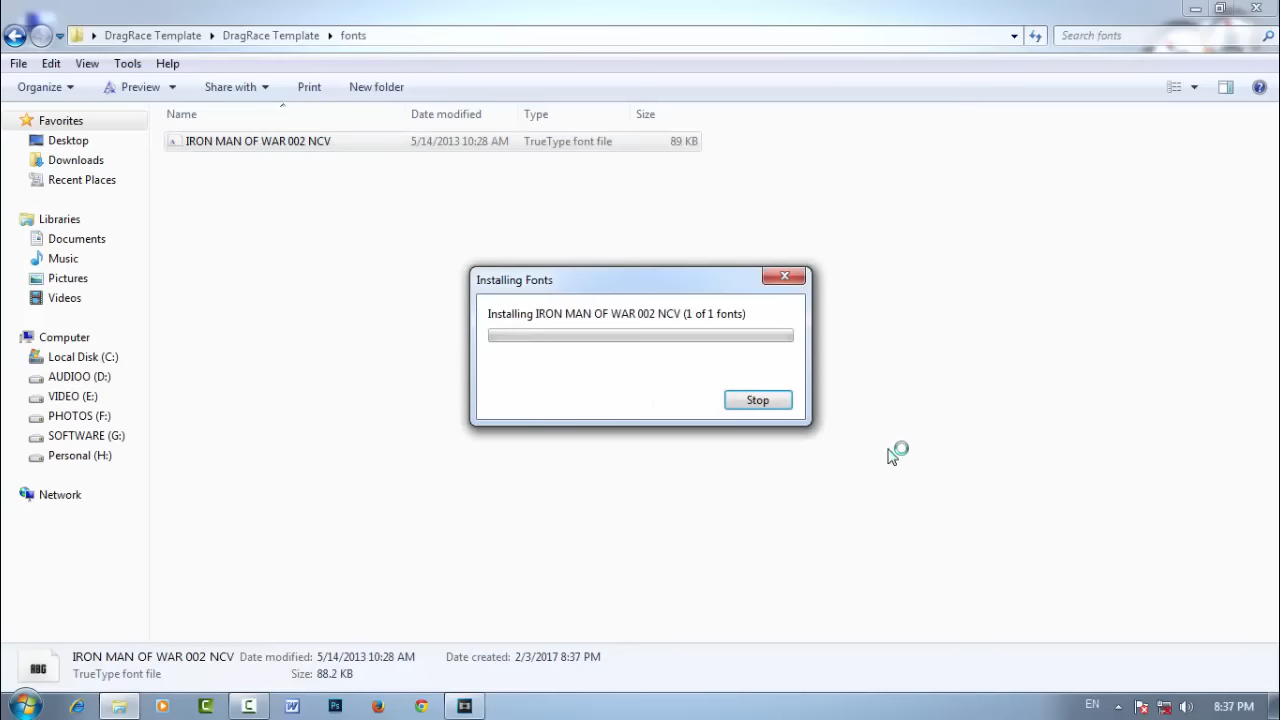 DragRace Template DragRace Template fonts
Search fonts
File Edit View Tools Help
Organize Preview Share with Print New folder
Name Date modified Type Size
IRON MAN OF WAR 002 NCV 5/14/2013 10:28 AM TrueType font file 89 KB
Favorites
Desktop
Downloads
Recent Places
Libraries
Documents
Music
Pictures
Videos
Computer
Local Disk (C:)
AUDIOO (D:)
VIDEO (E:)
PHOTOS (F:)
SOFTWARE (G:)
Personal (H:)
Network
Installing Fonts
Installing IRON MAN OF WAR 002 NCV (1 of 1 fonts)
Stop
ABG
IRON MAN OF WAR 002 NCV Date modified: 5/14/2013 10:28 AM Date created: 2/3/2017 8:37 PM
TrueType font file Size: 88.2 KB
EN 8:37 PM